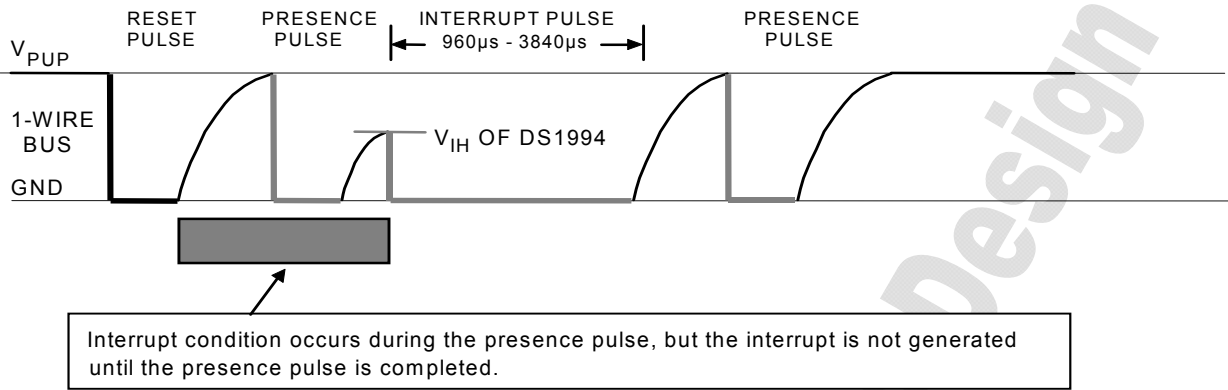 RESET PULSE
PRESENCE PULSE
INTERRUPT PULSE
960µs - 3840µs
PRESENCE PULSE
VPUP
1-WIRE BUS
VIH OF DS1994
GND
Interrupt condition occurs during the presence pulse, but the interrupt is not generated
until the presence pulse is completed.
Design